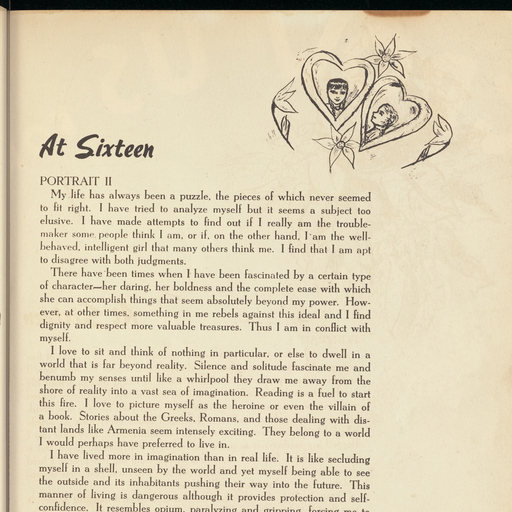 At Sixteen
PORTRAIT II
My life has always been a puzzle, the pieces of which never seemed
to fit right. I have tried to analyze myself but it seems a subject too
elusive. I have made attempts to find out if I really am the trouble-
maker some people think I am, or if, on the other hand, I am the well-
behaved, intelligent girl that many others think me. I find that I am apt
to disagree with both judgments.
There have been times when I have been fascinated by a certain type
of character—her daring, her boldness and the complete ease with which
she can accomplish things that seem absolutely beyond my power. How-
ever, at other times, something in me rebels against this ideal and I find
dignity and respect more valuable treasures. Thus I am in conflict with
myself.
I love to sit and think of nothing in particular, or else to dwell in a
world that is far beyond reality. Silence and solitude fascinate me and
benumb my senses until like a whirlpool they draw me away from the
shore of reality into a vast sea of imagination. Reading is a fuel to start
this fire. I love to picture myself as the heroine or even the villain of
a book. Stories about the Greeks, Romans, and those dealing with dis-
tant lands like Armenia seem intensely exciting. They belong to a world
I would perhaps have preferred to live in.
I have lived more in imagination than in real life. It is like secluding
myself in a shell, unseen by the world and yet myself being able to see
the outside and its inhabitants pushing their way into the future. This
manner of living is dangerous although it provides protection and self-
confidence. It resembles opium, paralyzing and gripping, forcing me to